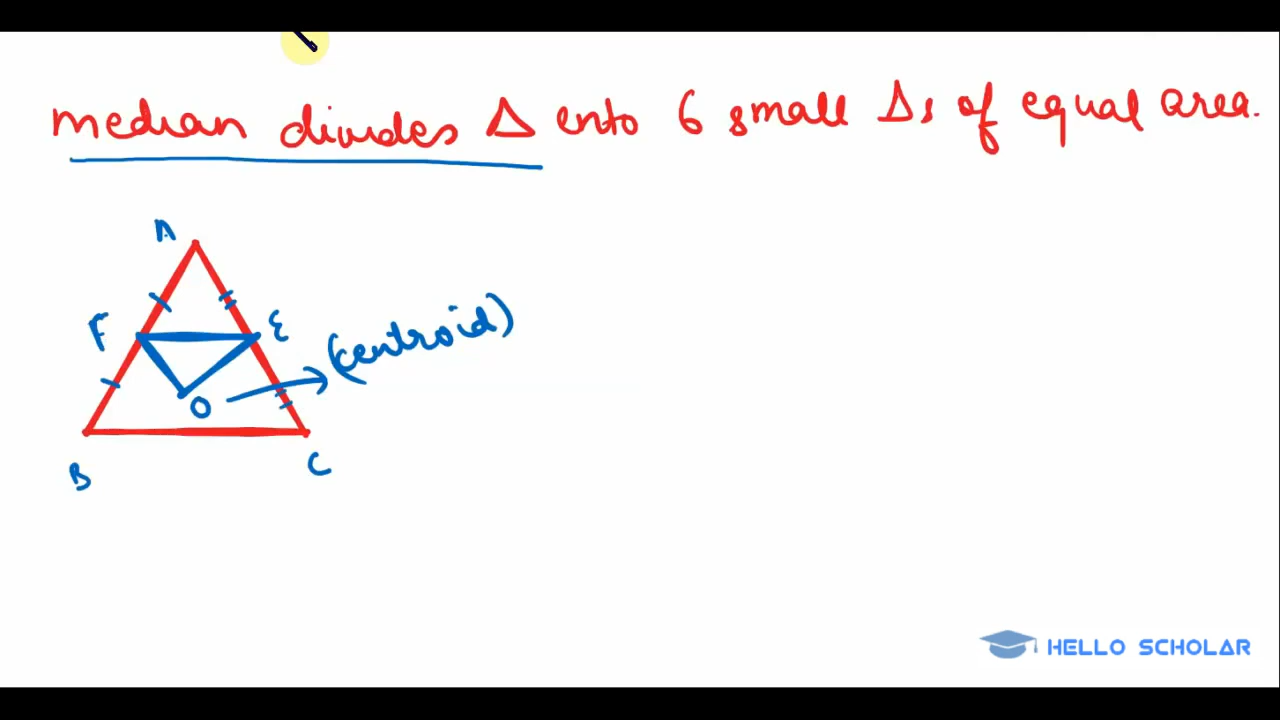 median divides Δ into 6 small Δs of equal area.
A
F
E
(centroid)
O
B
C
HELLO SCHOLAR